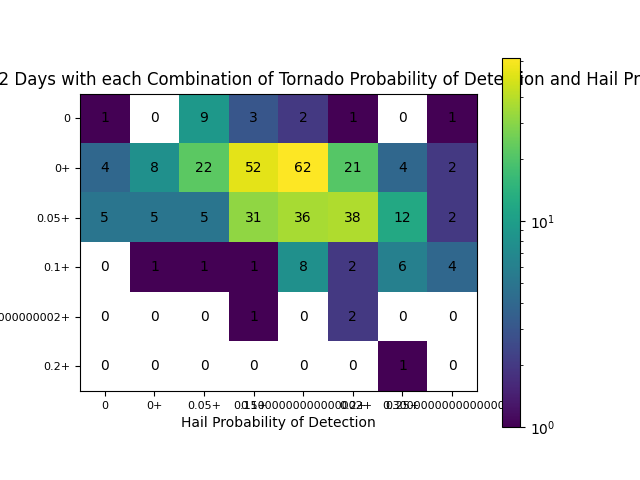 2 Days with each Combination of Tornado Probability of Detection and Hail Pr
0 1 0 9 3 2 1 0 1
0+ 4 8 22 52 62 21 4 2
0.05+ 5 5 5 31 36 38 12 2
0.1+ 0 1 1 1 8 2 6 4
000000002+ 0 0 0 1 0 2 0 0
0.2+ 0 0 0 0 0 0 1 0
0 0+ 0.05+
Hail Probability of Detection
10¹
10⁰